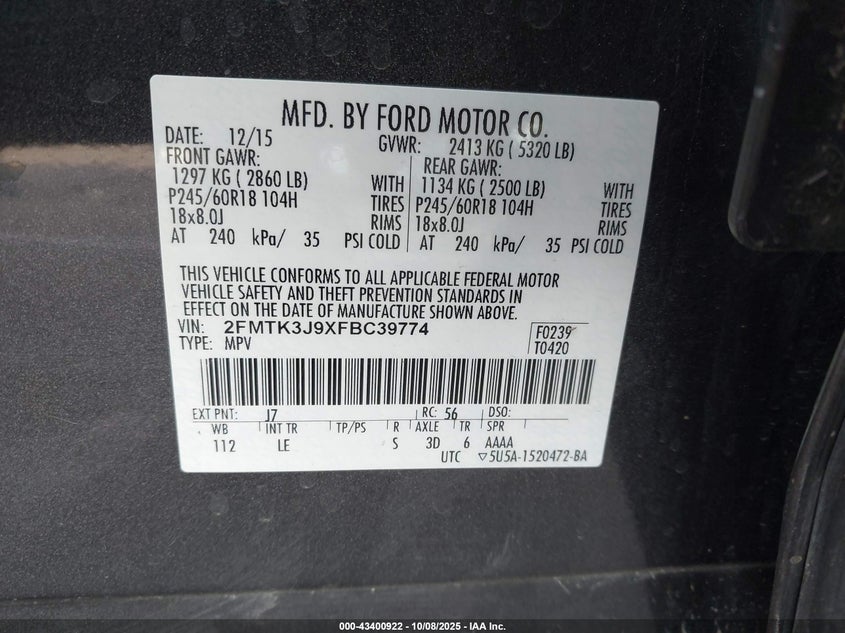 MFD. BY FORD MOTOR CO.
DATE: 12/15 GVWR: 2413 KG ( 5320 LB)
FRONT GAWR: REAR GAWR:
1297 KG ( 2860 LB) WITH 1134 KG ( 2500 LB) WITH
P245/60R18 104H TIRES P245/60R18 104H TIRES
18x8.0J RIMS 18x8.0J RIMS
AT 240 kPa/ 35 PSI COLD AT 240 kPa/ 35 PSI COLD
THIS VEHICLE CONFORMS TO ALL APPLICABLE FEDERAL MOTOR
VEHICLE SAFETY AND THEFT PREVENTION STANDARDS IN
EFFECT ON THE DATE OF MANUFACTURE SHOWN ABOVE.
VIN: 2FMTK3J9XFBC39774 F0239
TYPE: MPV T0420
EXT PNT: J7 RC: 56 DSO:
WB INT TR TP/PS R AXLE TR SPR
112 LE S 3D 6 AAAA
UTC ▽5U5A-1520472-BA
000-43400922 | 10/08/2025 | IAA Inc.